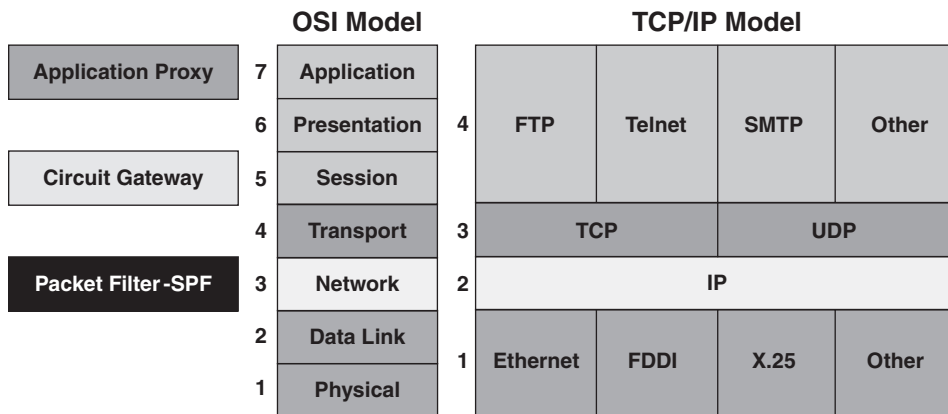 OSI Model TCP/IP Model
Application Proxy 7 Application
6 Presentation 4 FTP Telnet SMTP Other
Circuit Gateway 5 Session
4 Transport 3 TCP UDP
Packet Filter-SPF 3 Network 2 IP
2 Data Link
1 Ethernet FDDI X.25 Other
1 Physical